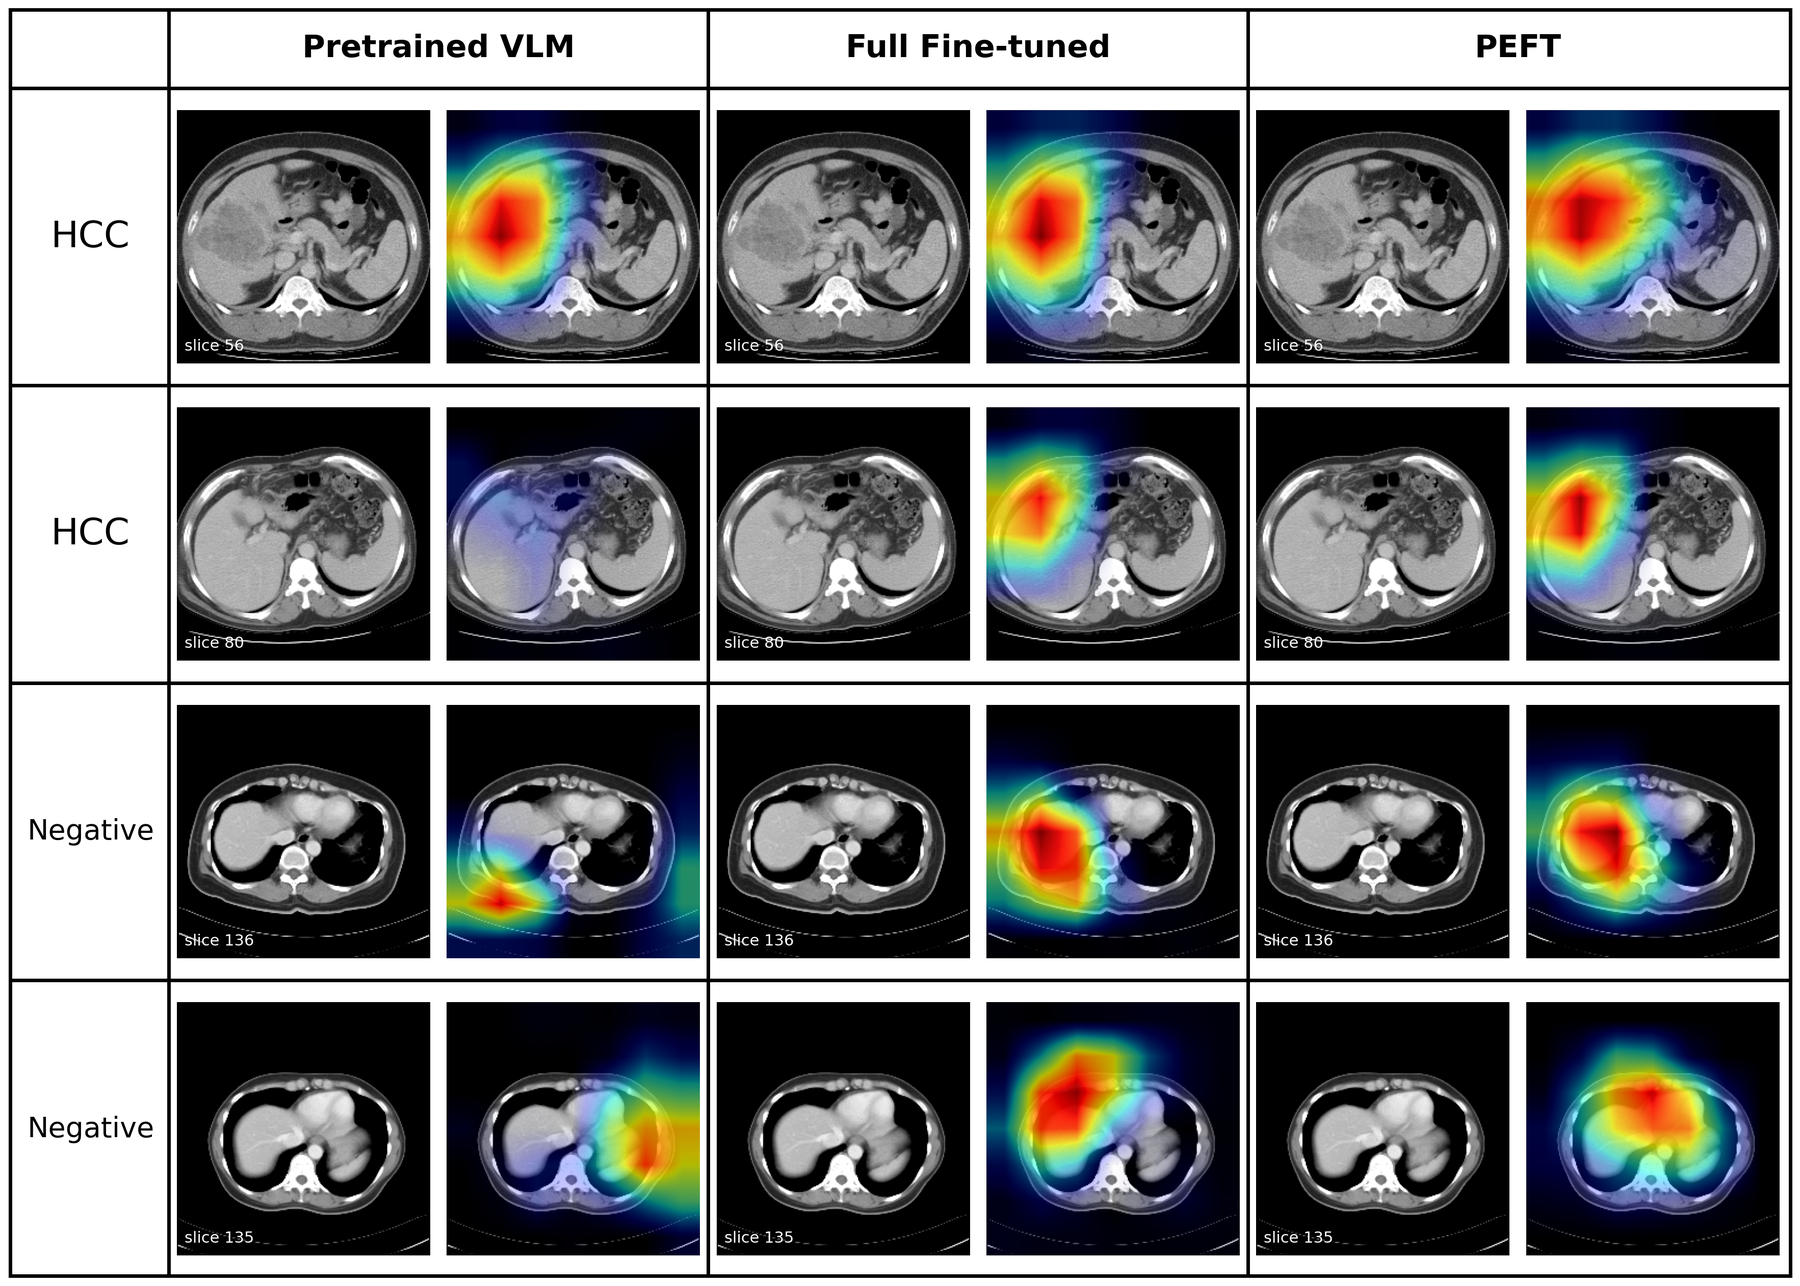 Pretrained VLM Full Fine-tuned PEFT
HCC
slice 56 slice 56 slice 56
HCC
slice 80 slice 80 slice 80
Negative
slice 136 slice 136 slice 136
Negative
slice 135 slice 135 slice 135